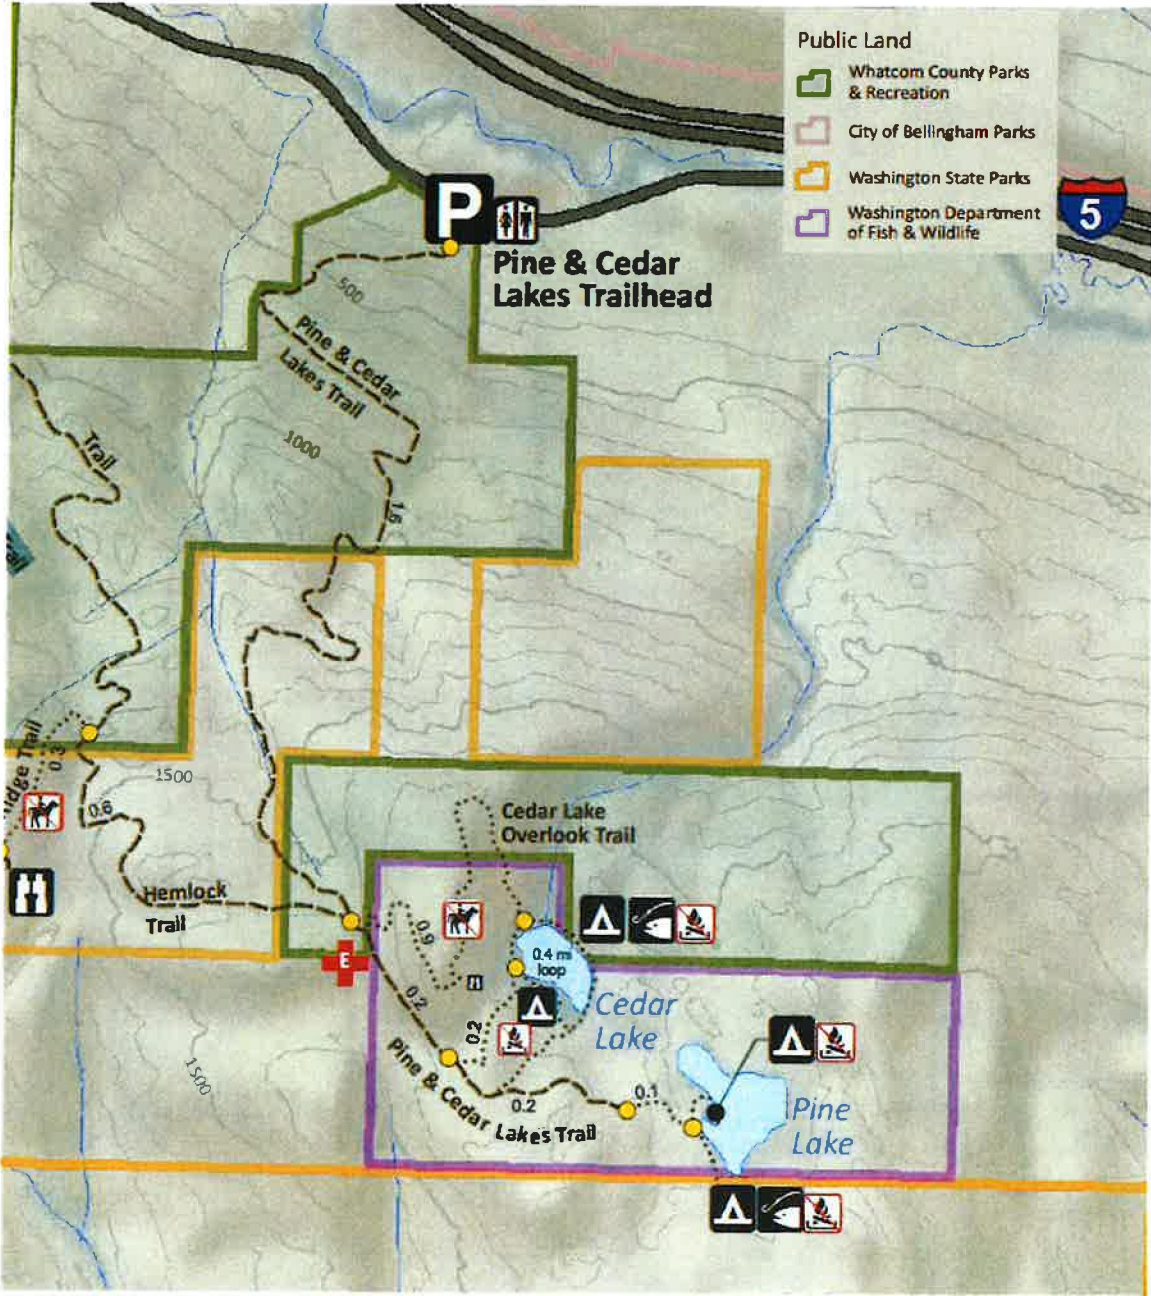 Public Land
Whatcom County Parks
& Recreation
City of Bellingham Parks
Washington State Parks
Washington Department
of Fish & Wildlife
5
P
Pine & Cedar
Lakes Trailhead
500
Pine & Cedar
Lakes Trail
1000
Trail
1.6
idge Trail
0.3
1500
0.6
Cedar Lake
Overlook Trail
Hemlock
Trail
0.9
0.4 mi
loop
E
0.2
Cedar
Lake
0.2
1500
Pine & Cedar Lakes Trail
0.2
0.1
Pine
Lake